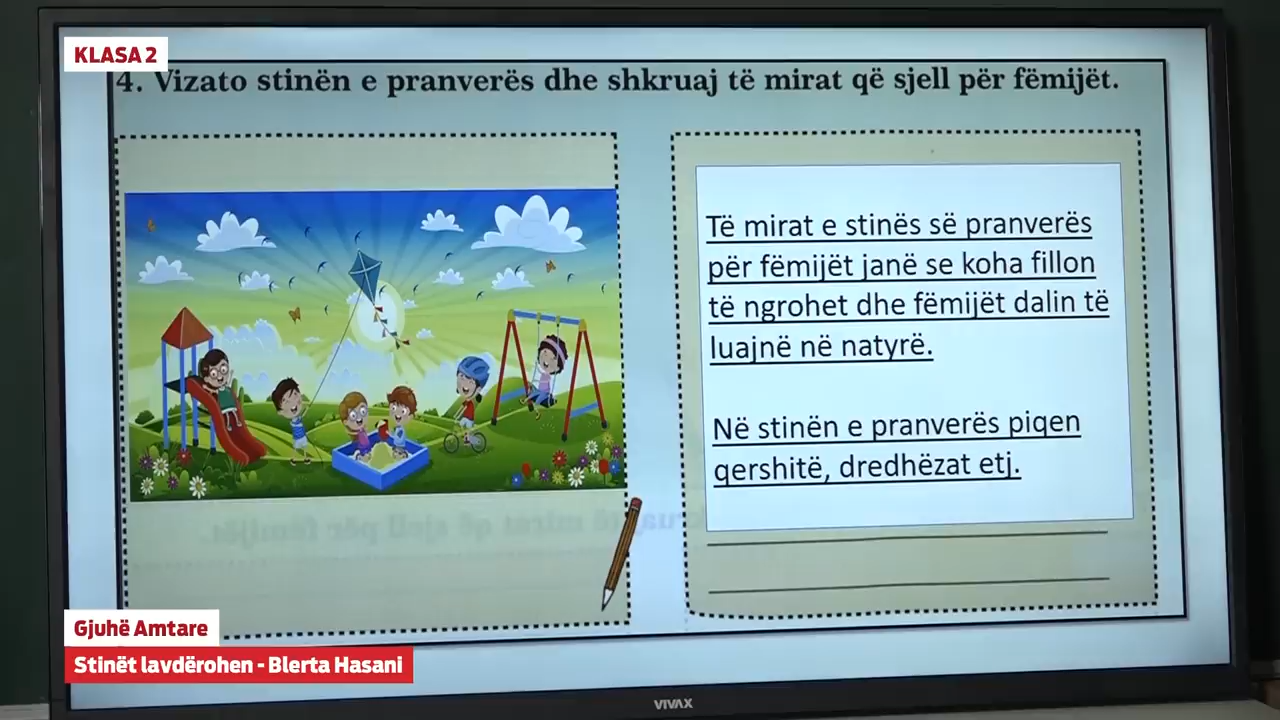 KLASA 2
4. Vizato stinën e pranverës dhe shkruaj të mirat që sjell për fëmijët.
Të mirat e stinës së pranverës
për fëmijët janë se koha fillon
të ngrohet dhe fëmijët dalin të
luajnë në natyrë.
Në stinën e pranverës piqen
qershitë, dredhëzat etj.
Gjuhë Amtare
Stinët lavdërohen - Blerta Hasani
VIVAX